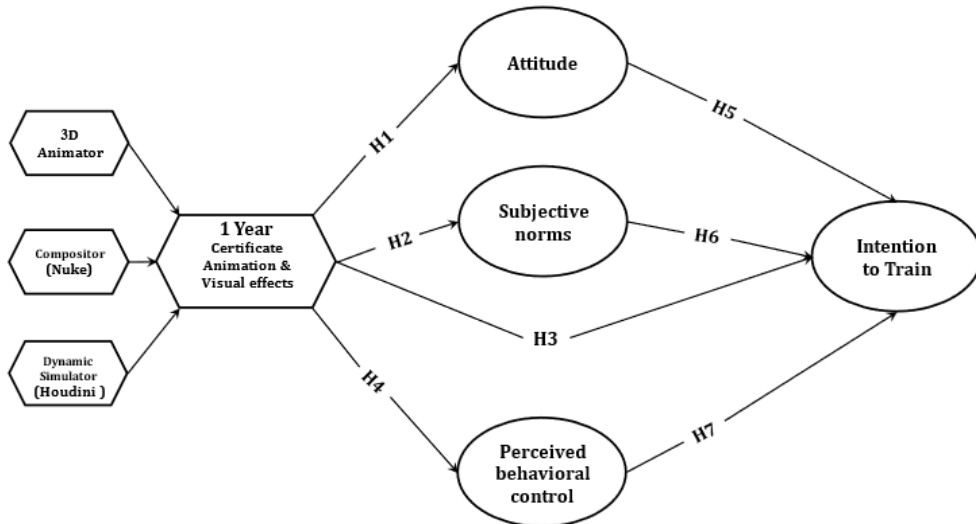 Attitude
H5
3D
Animator
H1
1 Year
Certificate
Animation &
Visual effects
Compositor
(Nuke)
H2
Subjective
norms
H6
Intention
to Train
H3
Dynamic
Simulator
(Houdini )
H4
H7
Perceived
behavioral
control